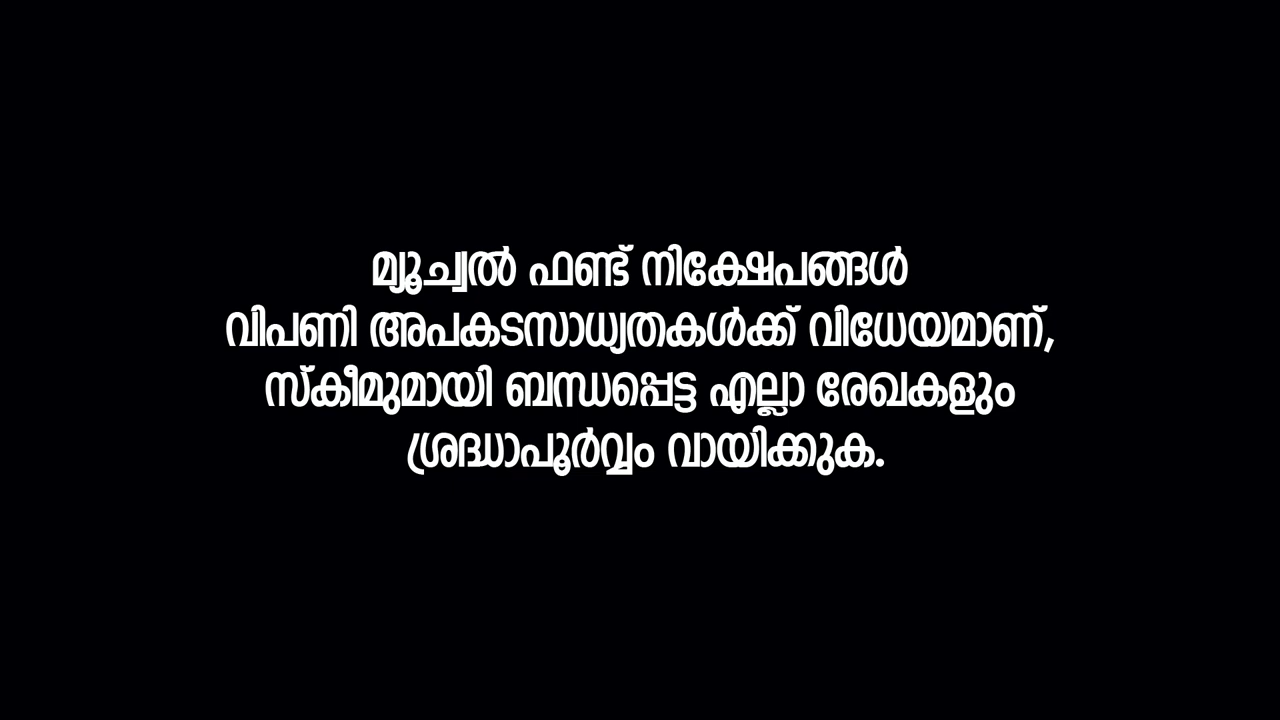 മ്യൂച്വൽ ഫണ്ട് നിക്ഷേപങ്ങൾ
വിപണി അപകടസാധ്യതകൾക്ക് വിധേയമാണ്,
സ്കീമുമായി ബന്ധപ്പെട്ട എല്ലാ രേഖകളും
ശ്രദ്ധാപൂർവ്വം വായിക്കുക.